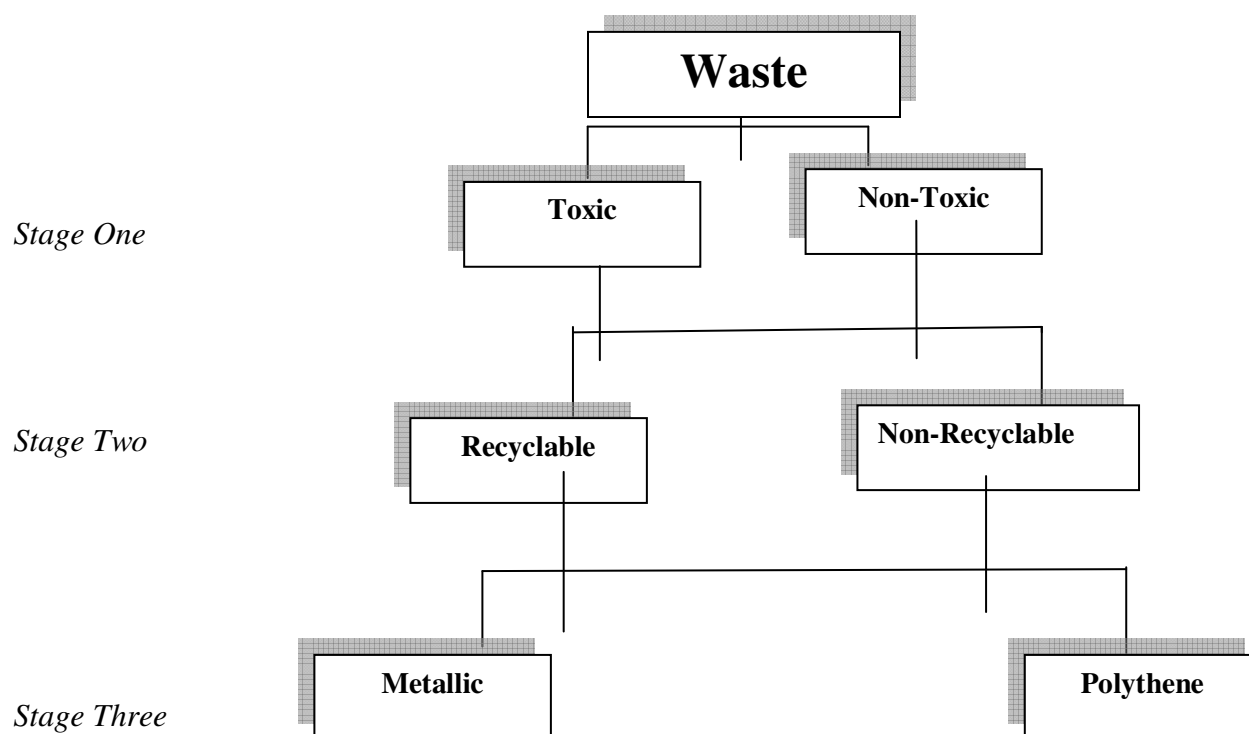 Waste
Toxic
Non-Toxic
Stage One
Stage Two
Recyclable
Non-Recyclable
Metallic
Polythene
Stage Three